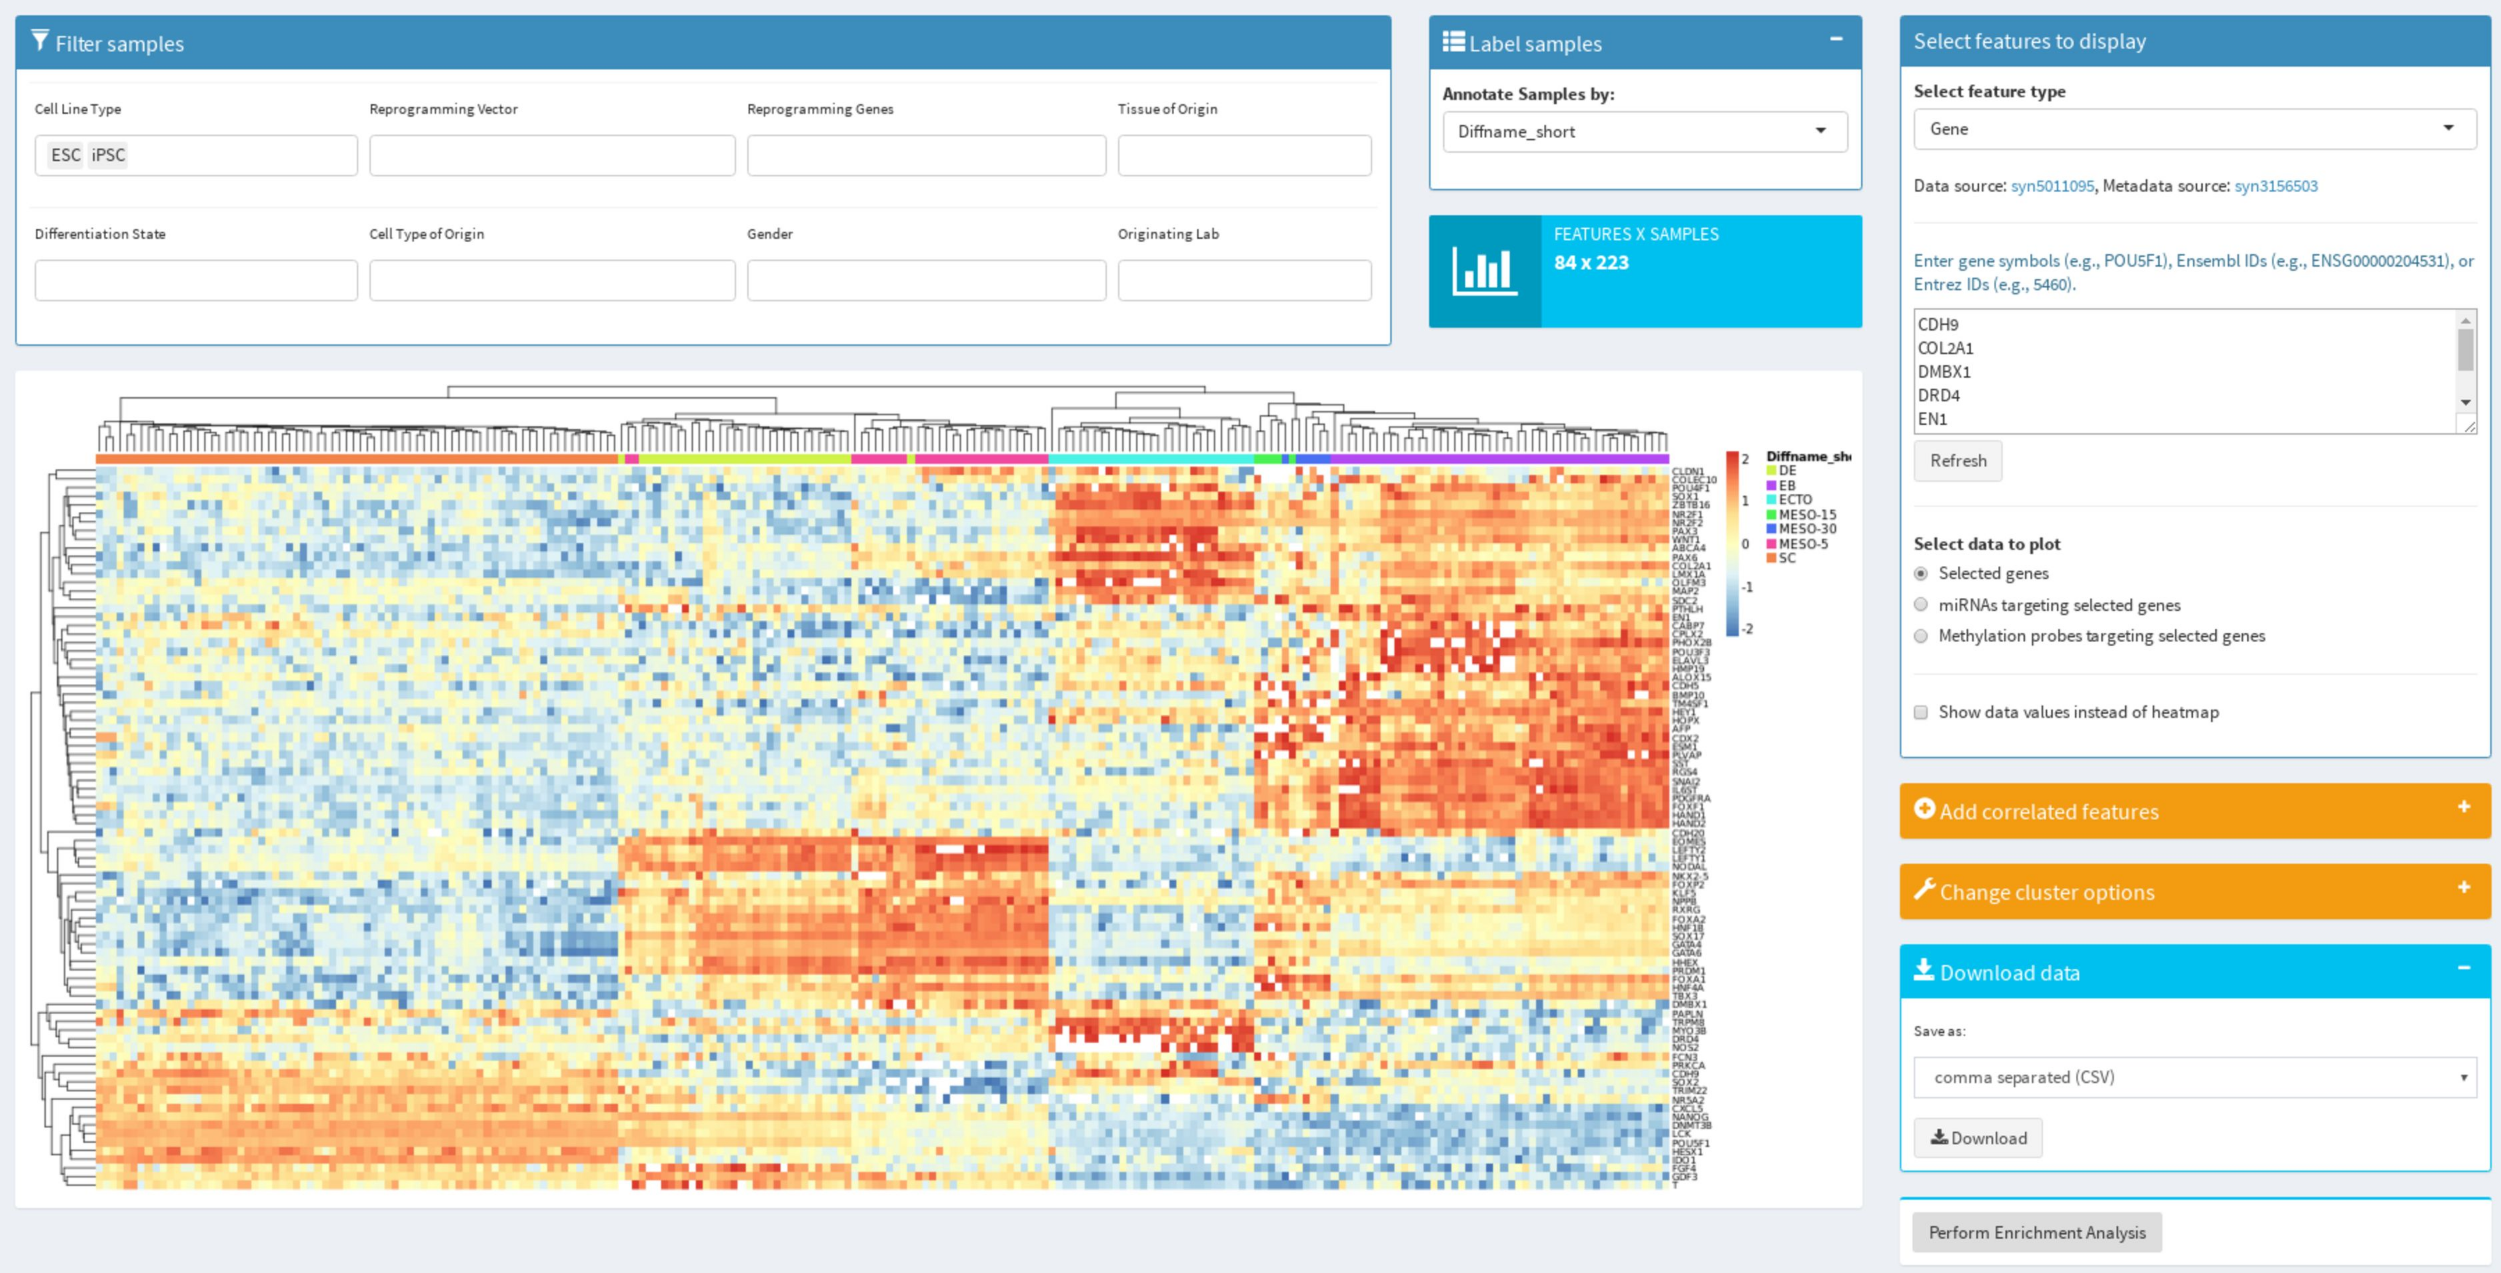 Filter samples
Cell Line Type
Reprogramming Vector
Reprogramming Genes
Tissue of Origin
ESC iPSC
Differentiation State
Cell Type of Origin
Gender
Originating Lab
Label samples
Annotate Samples by:
Diffname_short
FEATURES X SAMPLES
84 x 223
Select features to display
Select feature type
Gene
Data source: syn5011095, Metadata source: syn3156503
Enter gene symbols (e.g., POU5F1), Ensembl IDs (e.g., ENSG00000204531), or
Entrez IDs (e.g., 5460).
CDH9
COL2A1
DMBX1
DRD4
EN1
Refresh
Select data to plot
Selected genes
miRNAs targeting selected genes
Methylation probes targeting selected genes
Show data values instead of heatmap
Add correlated features
Change cluster options
Download data
Save as:
comma separated (CSV)
Download
Perform Enrichment Analysis
2
1
0
-1
-2
Diffname_sh
DE
EB
ECTO
MESO-15
MESO-30
MESO-5
SC
CLDN1
COLEC10
POU4F1
SOX1
ZBTB16
NR2F1
NR2F2
PAX3
WNT1
ABCA4
PAX6
COL2A1
LMX1A
OLFM3
MAP2
SDC2
PTHLH
EN1
CABP7
CPLX2
PHOX2B
POU3F3
ELAVL3
HMP19
ALOX15
CDH5
BMP10
TM4SF1
HEY1
HOPX
AFP
CDX2
ESM1
PLVAP
SST
RGS4
SNAI2
IL6ST
PDGFRA
FOXF1
HAND1
HAND2
CDH20
EOMES
LEFTY2
LEFTY1
NODAL
NKX2-5
FOXP2
KLF5
NPPB
RXRG
FOXA2
HNF1B
SOX17
GATA4
GATA6
HHEX
PRDM1
FOXA1
HNF4A
TBX3
DMBX1
PAPLN
TRPM8
MYO3B
DRD4
NOS2
FCN3
PRKCA
CDH9
SOX2
TRIM22
NR5A2
CXCL5
NANOG
DNMT3B
LCK
POU5F1
HESX1
IDO1
FGF4
GDF3
T